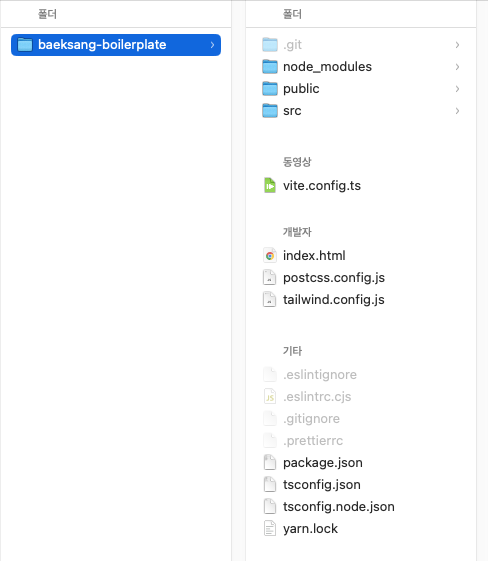 폴더
baeksang-boilerplate
폴더
.git
node_modules
public
src
동영상
vite.config.ts
개발자
index.html
postcss.config.js
tailwind.config.js
기타
.eslintignore
.eslintrc.cjs
.gitignore
.prettierrc
package.json
tsconfig.json
tsconfig.node.json
yarn.lock